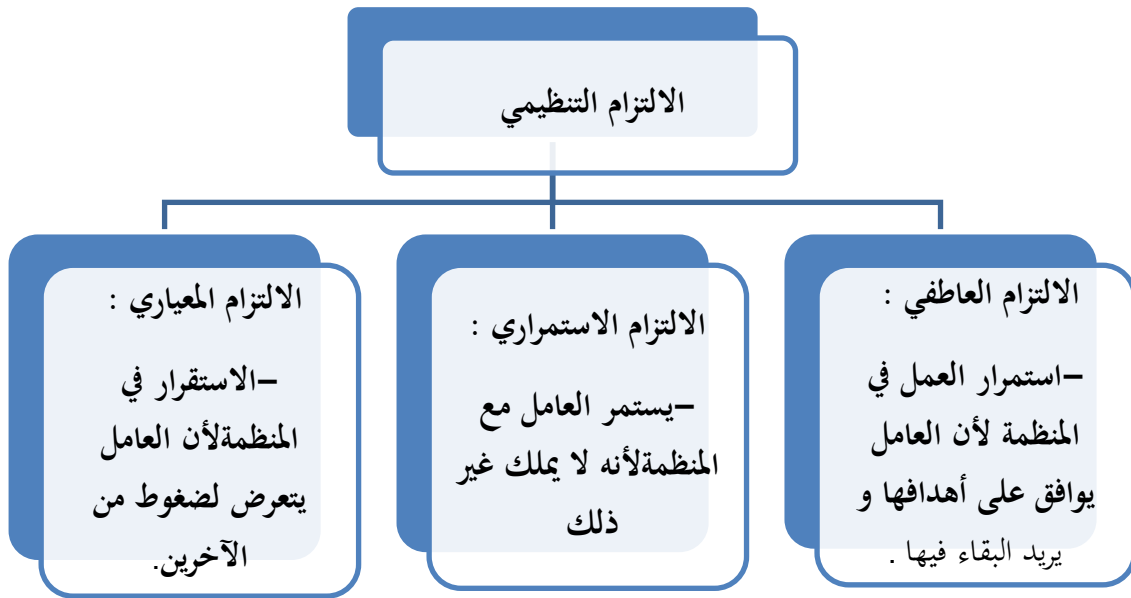 الالتزام التنظيمي
الالتزام العاطفي :
–استمرار العمل في
المنظمة لأن العامل
يوافق على أهدافها و
يريد البقاء فيها .
الالتزام الاستمراري :
–يستمر العامل مع
المنظمةلأنه لا يملك غير
ذلك
الالتزام المعياري :
–الاستقرار في
المنظمةلأن العامل
يتعرض لضغوط من
الآخرين.